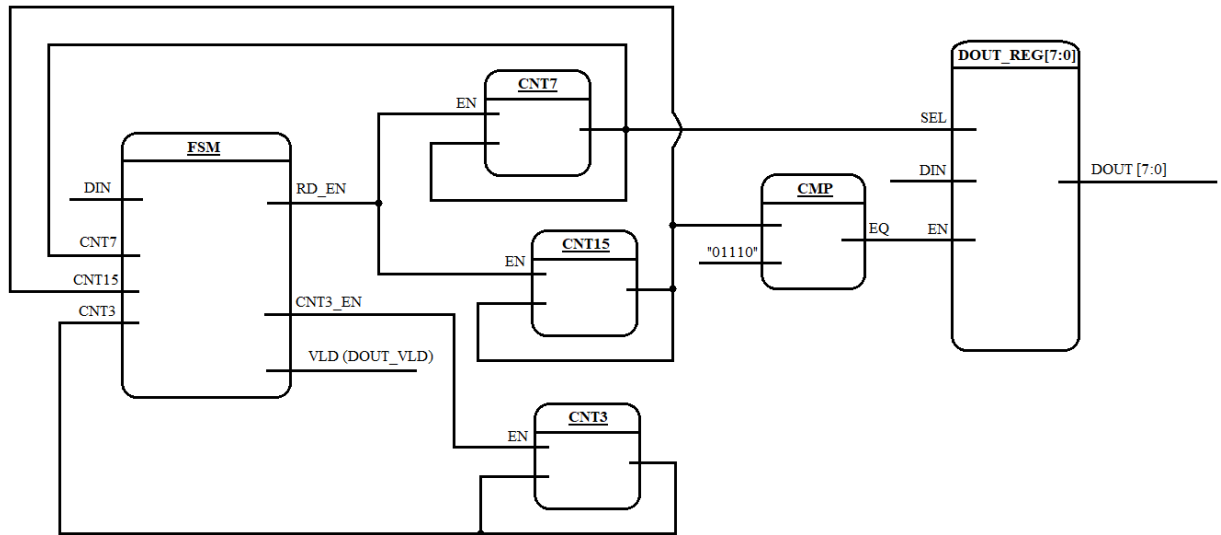 DOUT_REG[7:0]
CNT7
EN
SEL
FSM
DIN
DOUT [7:0]
DIN
RD_EN
CMP
CNT7
CNT15
"01110"
EQ
EN
EN
CNT15
CNT3
CNT3_EN
VLD (DOUT_VLD)
CNT3
EN